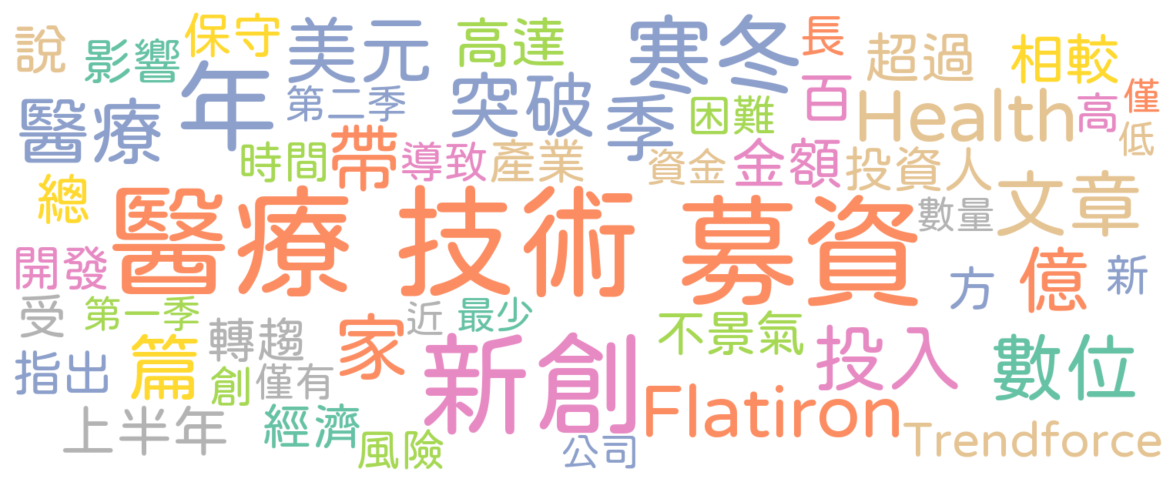 說 影響 保守 美元 高達 寒冬 長 超過 相較
醫療 年 第二季 突破 季 困難 百 Health 高 僅 低
時間 帶 導致 產業 資金 金額 投資人
總 醫療 技術 募資 數量 文章
開發 方 億 新
受 第一季 轉趨 家 近 最少 不景氣 投入 數位
指出 篇 創 僅有 新創 Flatiron
上半年 經濟 風險 公司 Trendforce